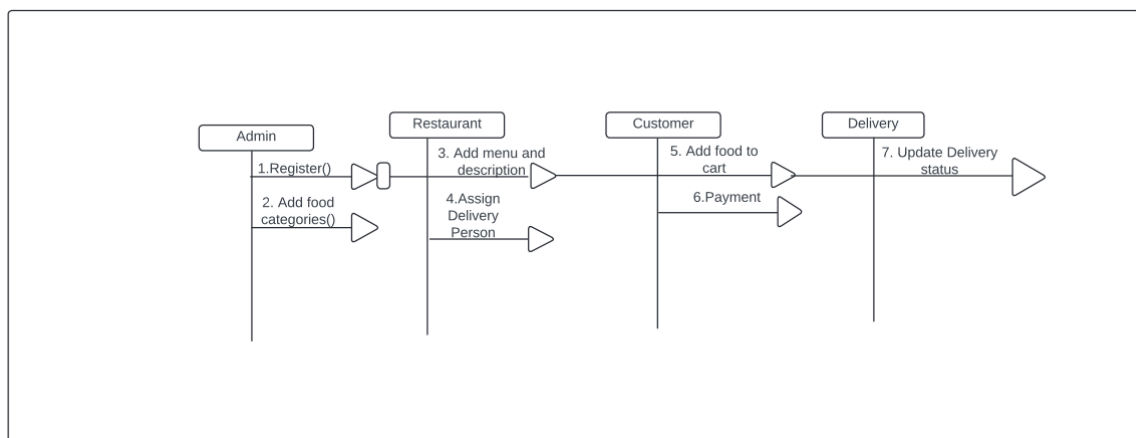 Admin
Restaurant
Customer
Delivery
1.Register()
2. Add food
categories()
3. Add menu and
description
4.Assign
Delivery
Person
5. Add food to
cart
6.Payment
7. Update Delivery
status